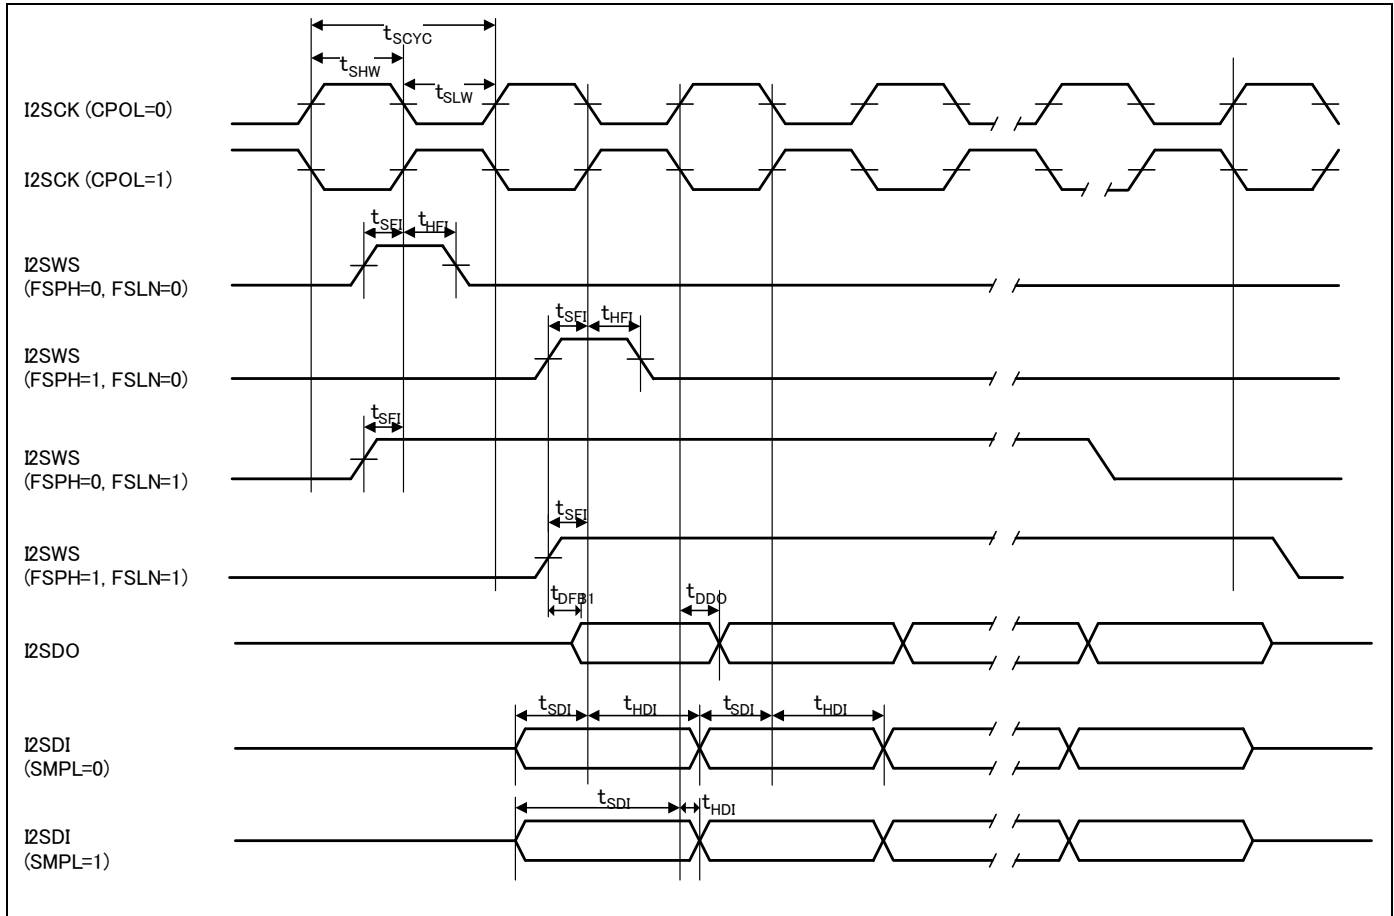 tSCYC
tSHW
tSLW
I2SCK (CPOL=0)
I2SCK (CPOL=1)
tSFI tHFI
I2SWS
(FSPH=0, FSLN=0)
tSFI tHFI
I2SWS
(FSPH=1, FSLN=0)
tSFI
I2SWS
(FSPH=0, FSLN=1)
tSFI
I2SWS
(FSPH=1, FSLN=1)
tDFB1 tDDO
I2SDO
tSDI tHDI tSDI tHDI
I2SDI
(SMPL=0)
tSDI tHDI
I2SDI
(SMPL=1)